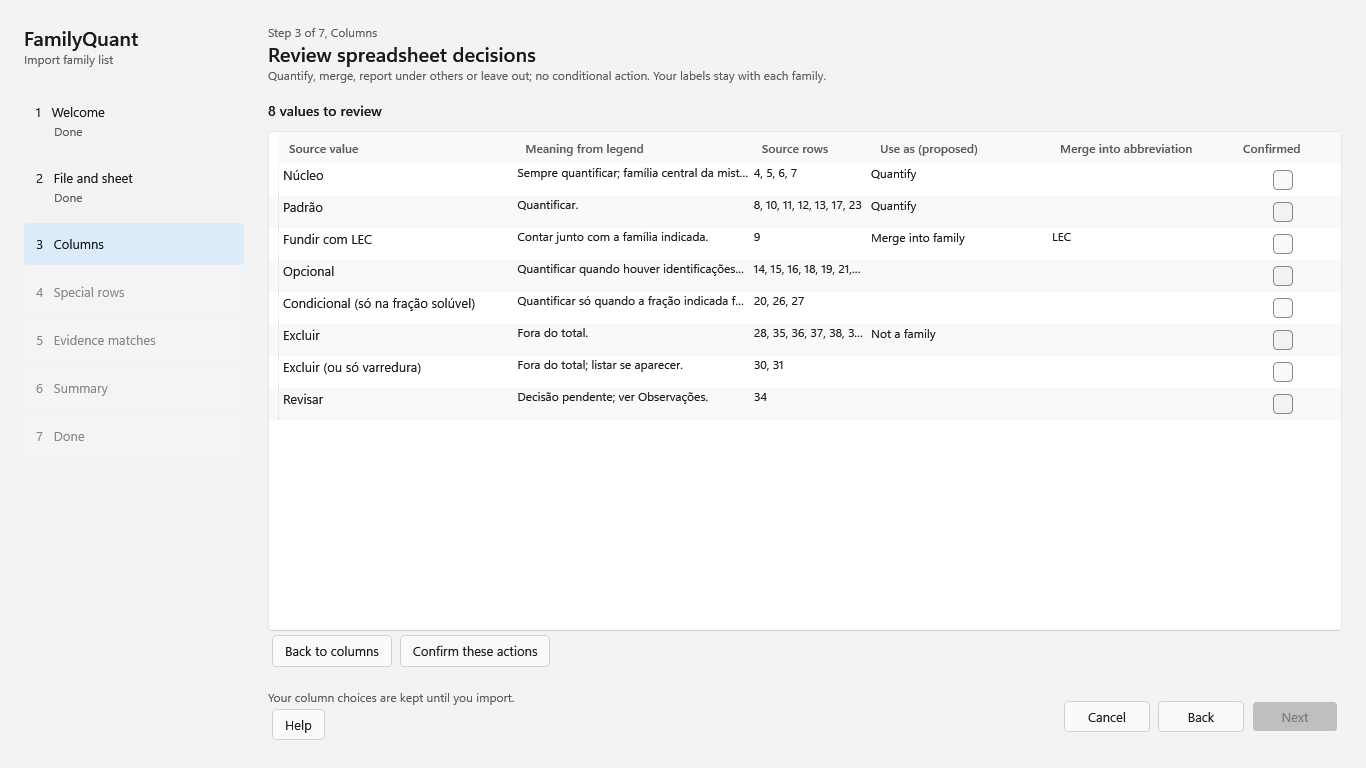 FamilyQuant
Import family list
1 Welcome
Done
2 File and sheet
Done
3 Columns
4 Special rows
5 Evidence matches
6 Summary
7 Done
Step 3 of 7, Columns
Review spreadsheet decisions
Quantify, merge, report under others or leave out; no conditional action. Your labels stay with each family.
8 values to review
Source value Meaning from legend Source rows Use as (proposed) Merge into abbreviation Confirmed
Núcleo Sempre quantificar; família central da mist... 4, 5, 6, 7 Quantify
Padrão Quantificar. 8, 10, 11, 12, 13, 17, 23 Quantify
Fundir com LEC Contar junto com a família indicada. 9 Merge into family LEC
Opcional Quantificar quando houver identificações... 14, 15, 16, 18, 19, 21,...
Condicional (só na fração solúvel) Quantificar só quando a fração indicada f... 20, 26, 27
Excluir Fora do total. 28, 35, 36, 37, 38, 3... Not a family
Excluir (ou só varredura) Fora do total; listar se aparecer. 30, 31
Revisar Decisão pendente; ver Observações. 34
Back to columns Confirm these actions
Your column choices are kept until you import.
Help Cancel Back Next